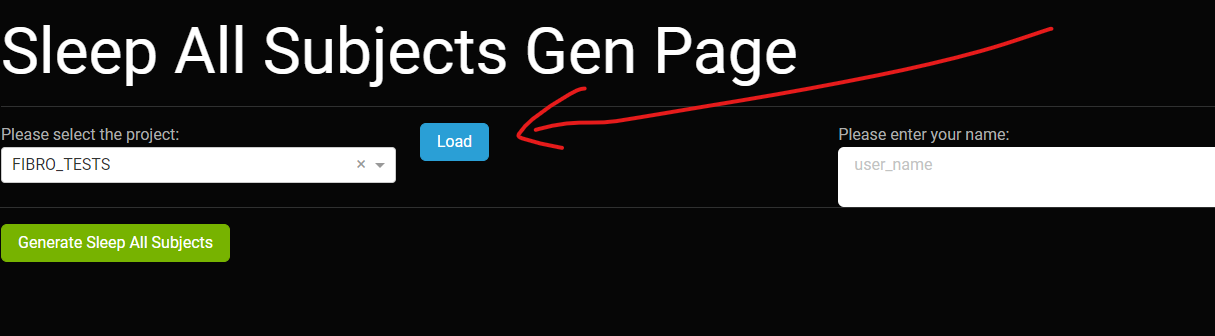 Sleep All Subjects Gen Page
Please select the project:
Load
Please enter your name:
FIBRO_TESTS
user_name
Generate Sleep All Subjects